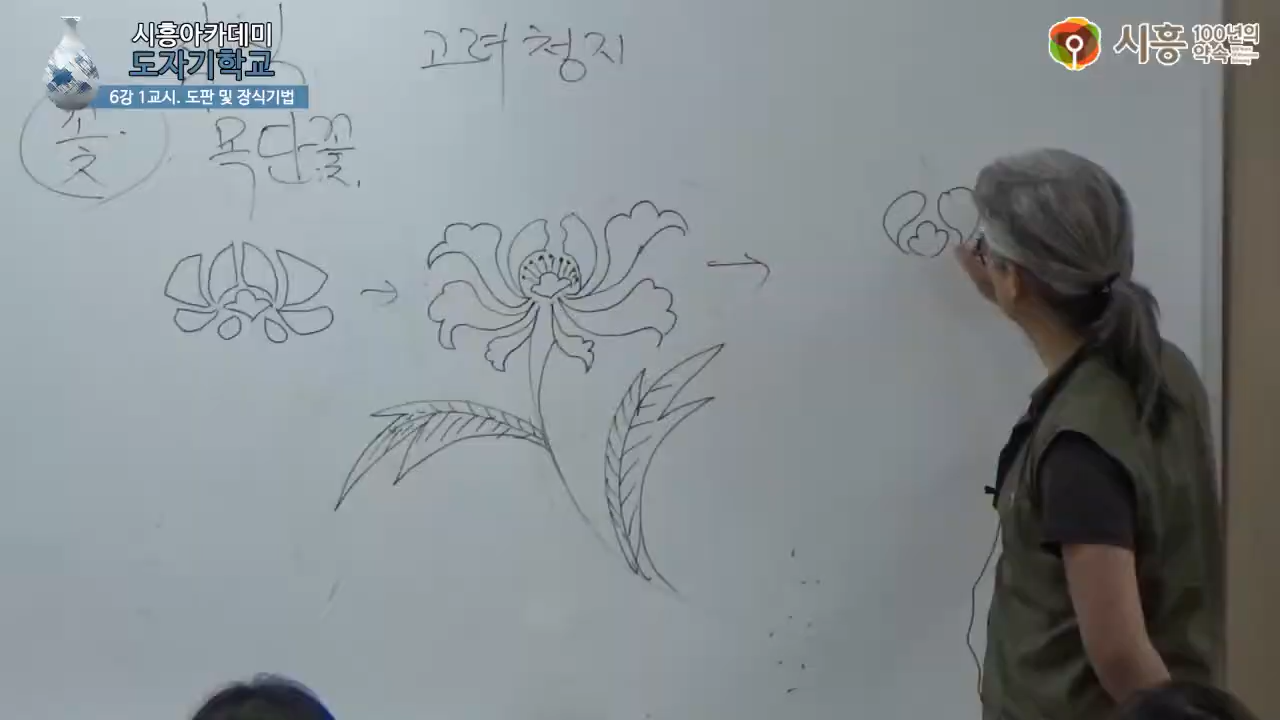 시흥아카데미
도자기학교
6강 1교시. 도판 및 장식기법
시흥 100년의 약속
고려 청자
꽃.
목단꽃.